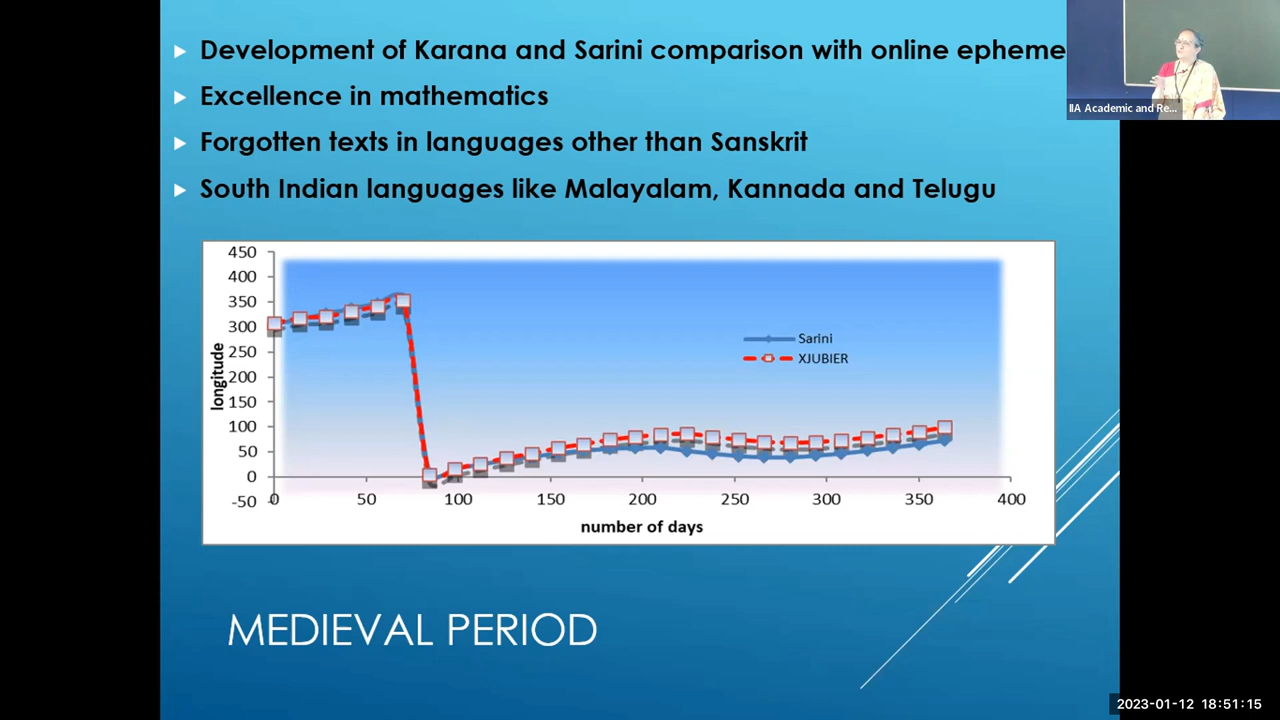 Development of Karana and Sarini comparison with online epheme
Excellence in mathematics
Forgotten texts in languages other than Sanskrit
South Indian languages like Malayalam, Kannada and Telugu
IIA Academic and Re...
450
400
350
300
250
200
150
100
50
0
-50
longitude
Sarini
XJUBIER
0 50 100 150 200 250 300 350 400
number of days
MEDIEVAL PERIOD
2023-01-12 18:51:15